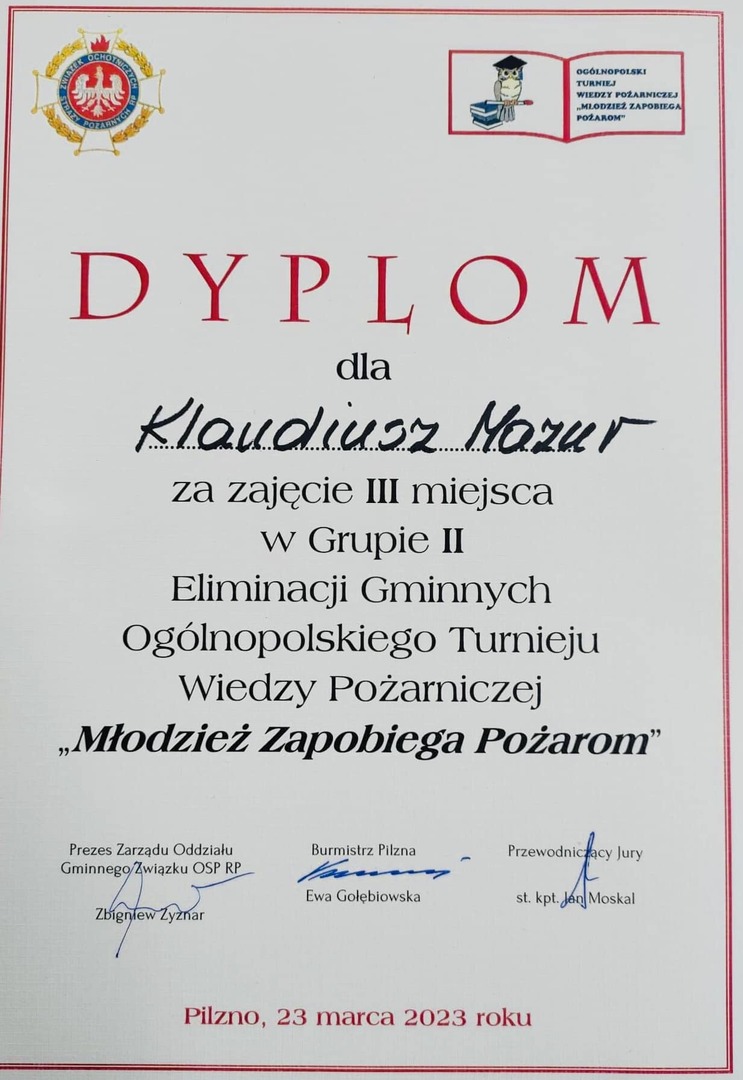 ZWIĄZEK OCHOTNICZYCH
STRAŻY POŻARNYCH RP
OGÓLNOPOLSKI
TURNIEJ
WIEDZY POŻARNICZEJ
„MŁODZIEŻ ZAPOBIEGA
POŻAROM"
DYPLOM
dla
Klaudiusz Mazur
za zajęcie III miejsca
w Grupie II
Eliminacji Gminnych
Ogólnopolskiego Turnieju
Wiedzy Pożarniczej
„Młodzież Zapobiega Pożarom”
Prezes Zarządu Oddziału
Gminnego Związku OSP RP
Zbigniew Żyznar
Burmistrz Pilzna
Ewa Gołębiowska
Przewodniczący Jury
st. kpt. Jan Moskal
Pilzno, 23 marca 2023 roku